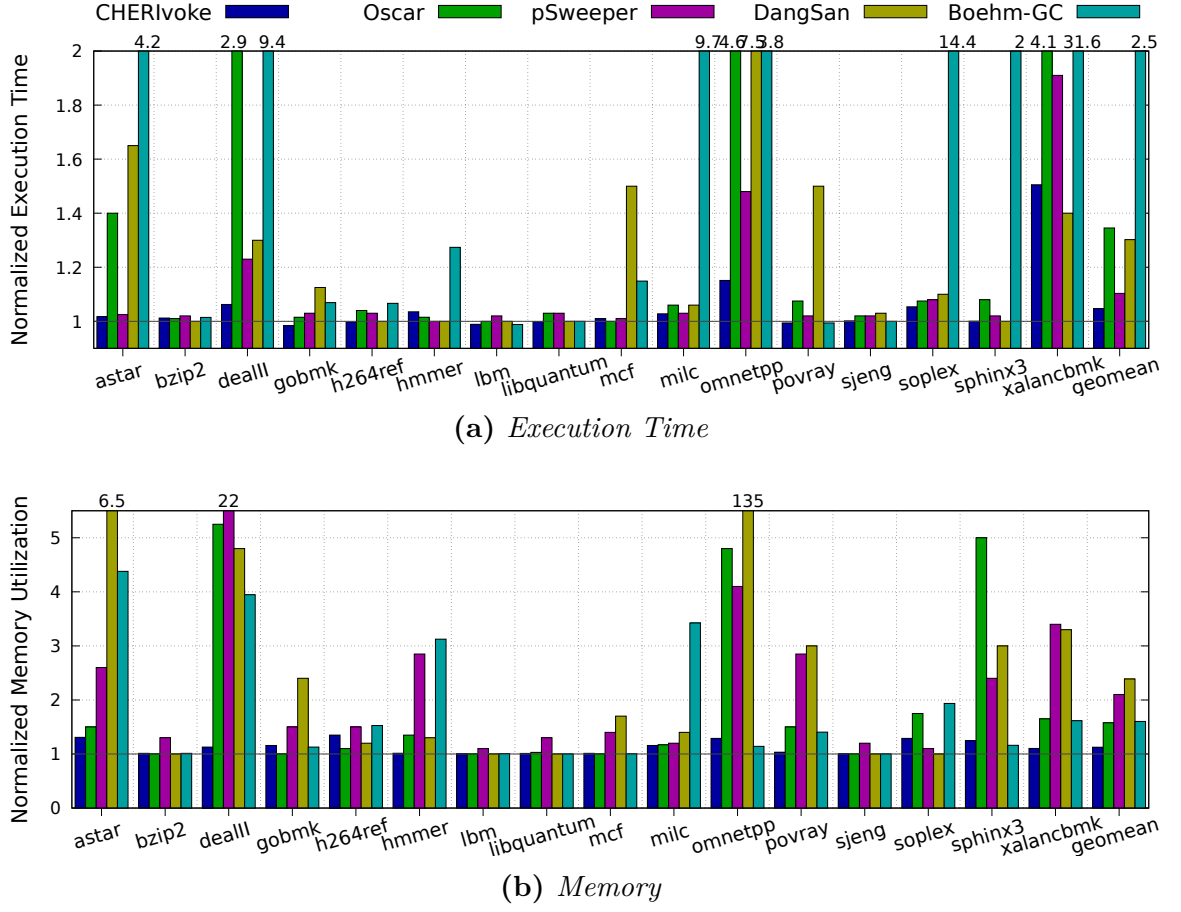 CHERIvoke Oscar pSweeper DangSan Boehm-GC
4.2 2.9 9.4 9.7 4.6 7.5 3.8 14.4 2 4.1 31.6 2.5
Normalized Execution Time
2
1.8
1.6
1.4
1.2
1
astar bzip2 dealII gobmk h264ref hmmer lbm libquantum mcf milc omnetpp povray sjeng soplex sphinx3 xalancbmk geomean
(a) Execution Time
6.5 22 135
Normalized Memory Utilization
5
4
3
2
1
0
astar bzip2 dealII gobmk h264ref hmmer lbm libquantum mcf milc omnetpp povray sjeng soplex sphinx3 xalancbmk geomean
(b) Memory